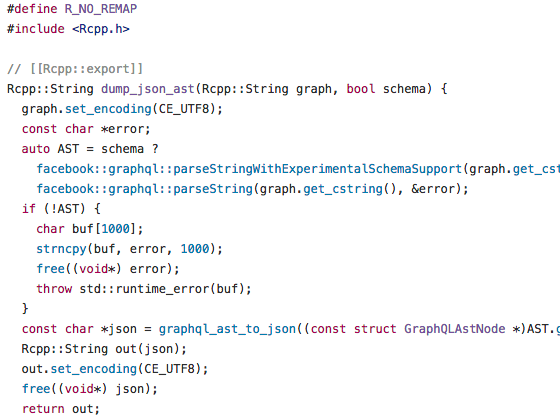 #define R_NO_REMAP
#include <Rcpp.h>

// [[Rcpp::export]]
Rcpp::String dump_json_ast(Rcpp::String graph, bool schema) {
  graph.set_encoding(CE_UTF8);
  const char *error;
  auto AST = schema ?
    facebook::graphql::parseStringWithExperimentalSchemaSupport(graph.get_cst
    facebook::graphql::parseString(graph.get_cstring(), &error);
  if (!AST) {
    char buf[1000];
    strncpy(buf, error, 1000);
    free((void*) error);
    throw std::runtime_error(buf);
  }
  const char *json = graphql_ast_to_json((const struct GraphQLAstNode *)AST.g
  Rcpp::String out(json);
  out.set_encoding(CE_UTF8);
  free((void*) json);
  return out;